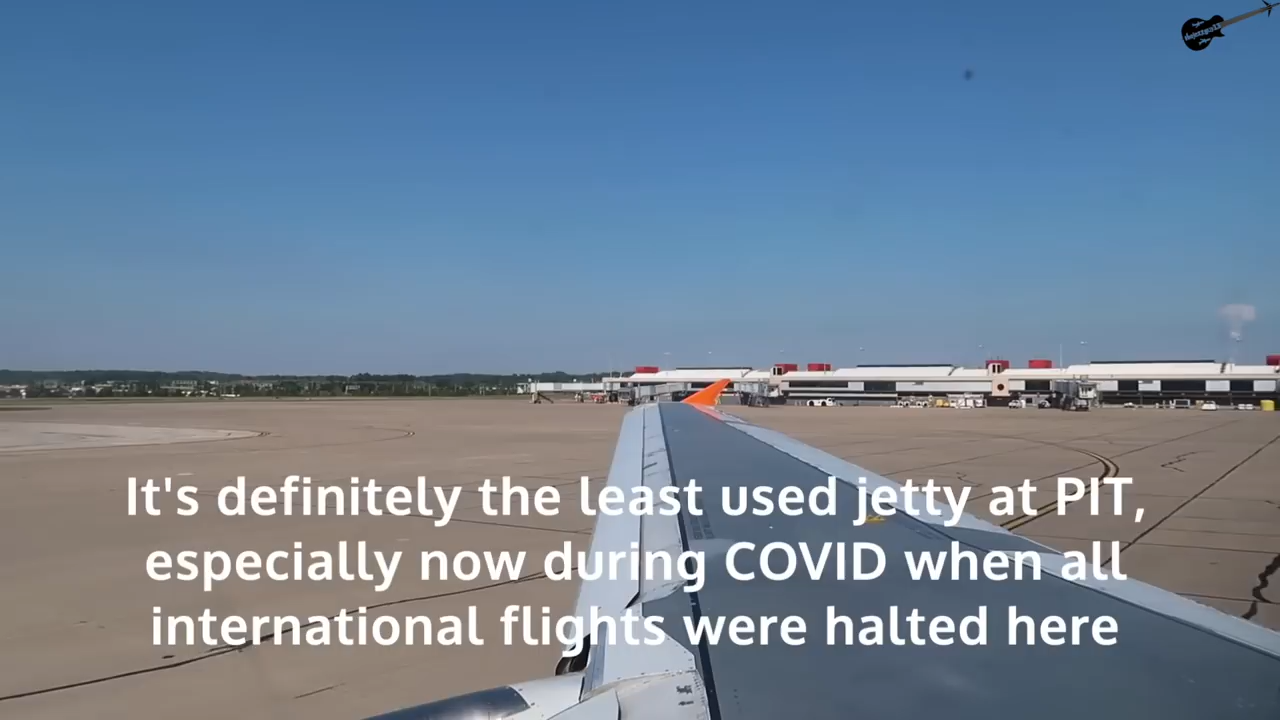 It's definitely the least used jetty at PIT,
especially now during COVID when all
international flights were halted here